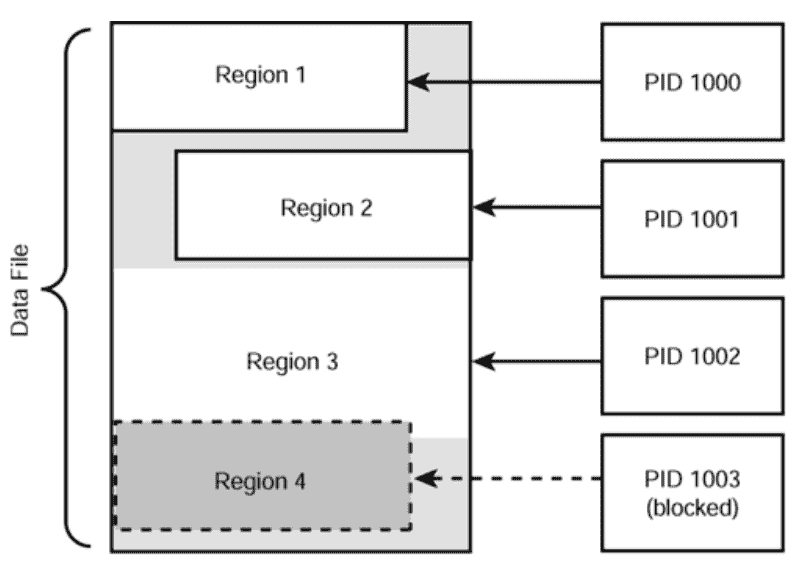 Data File
Region 1
PID 1000
Region 2
PID 1001
Region 3
PID 1002
Region 4
PID 1003
(blocked)